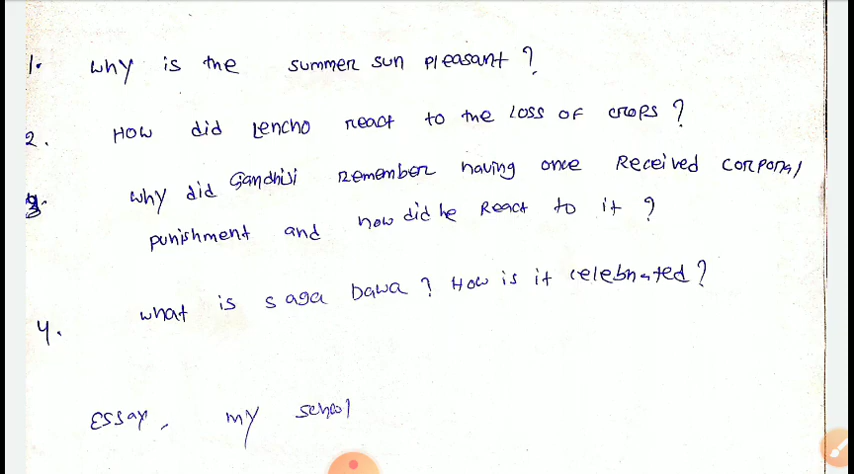 1. why is the summer sun pleasant ?
2. How did Lencho react to the loss of crops ?
3. why did Gandhiji remember having once Received corporal
punishment and how did he React to it ?
4. what is saga Dawa ? How is it celebrated ?
Essay, my school